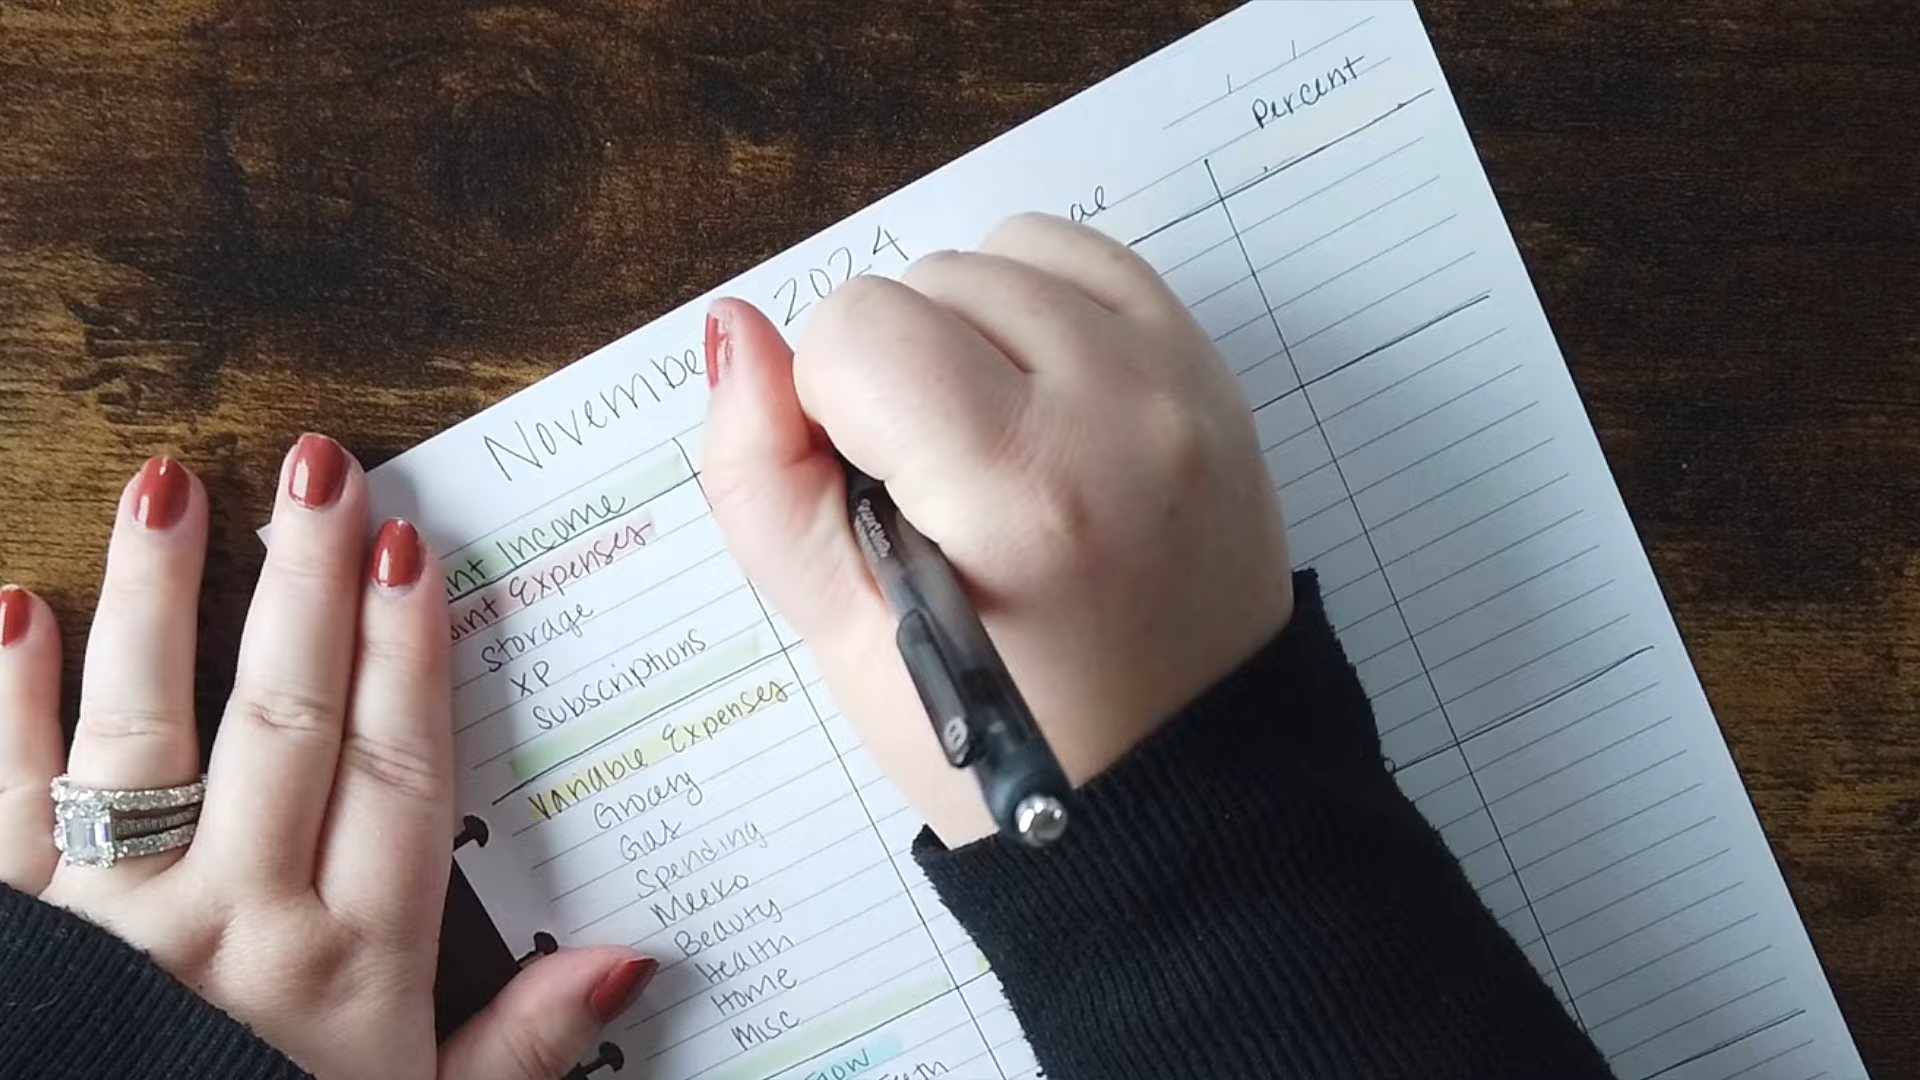 Percent
November 2024
Income
Expenses
Storage
XP
Subscriptions
Variable Expenses
Grocery
Gas
Spending
Meeko
Beauty
Health
Home
Misc